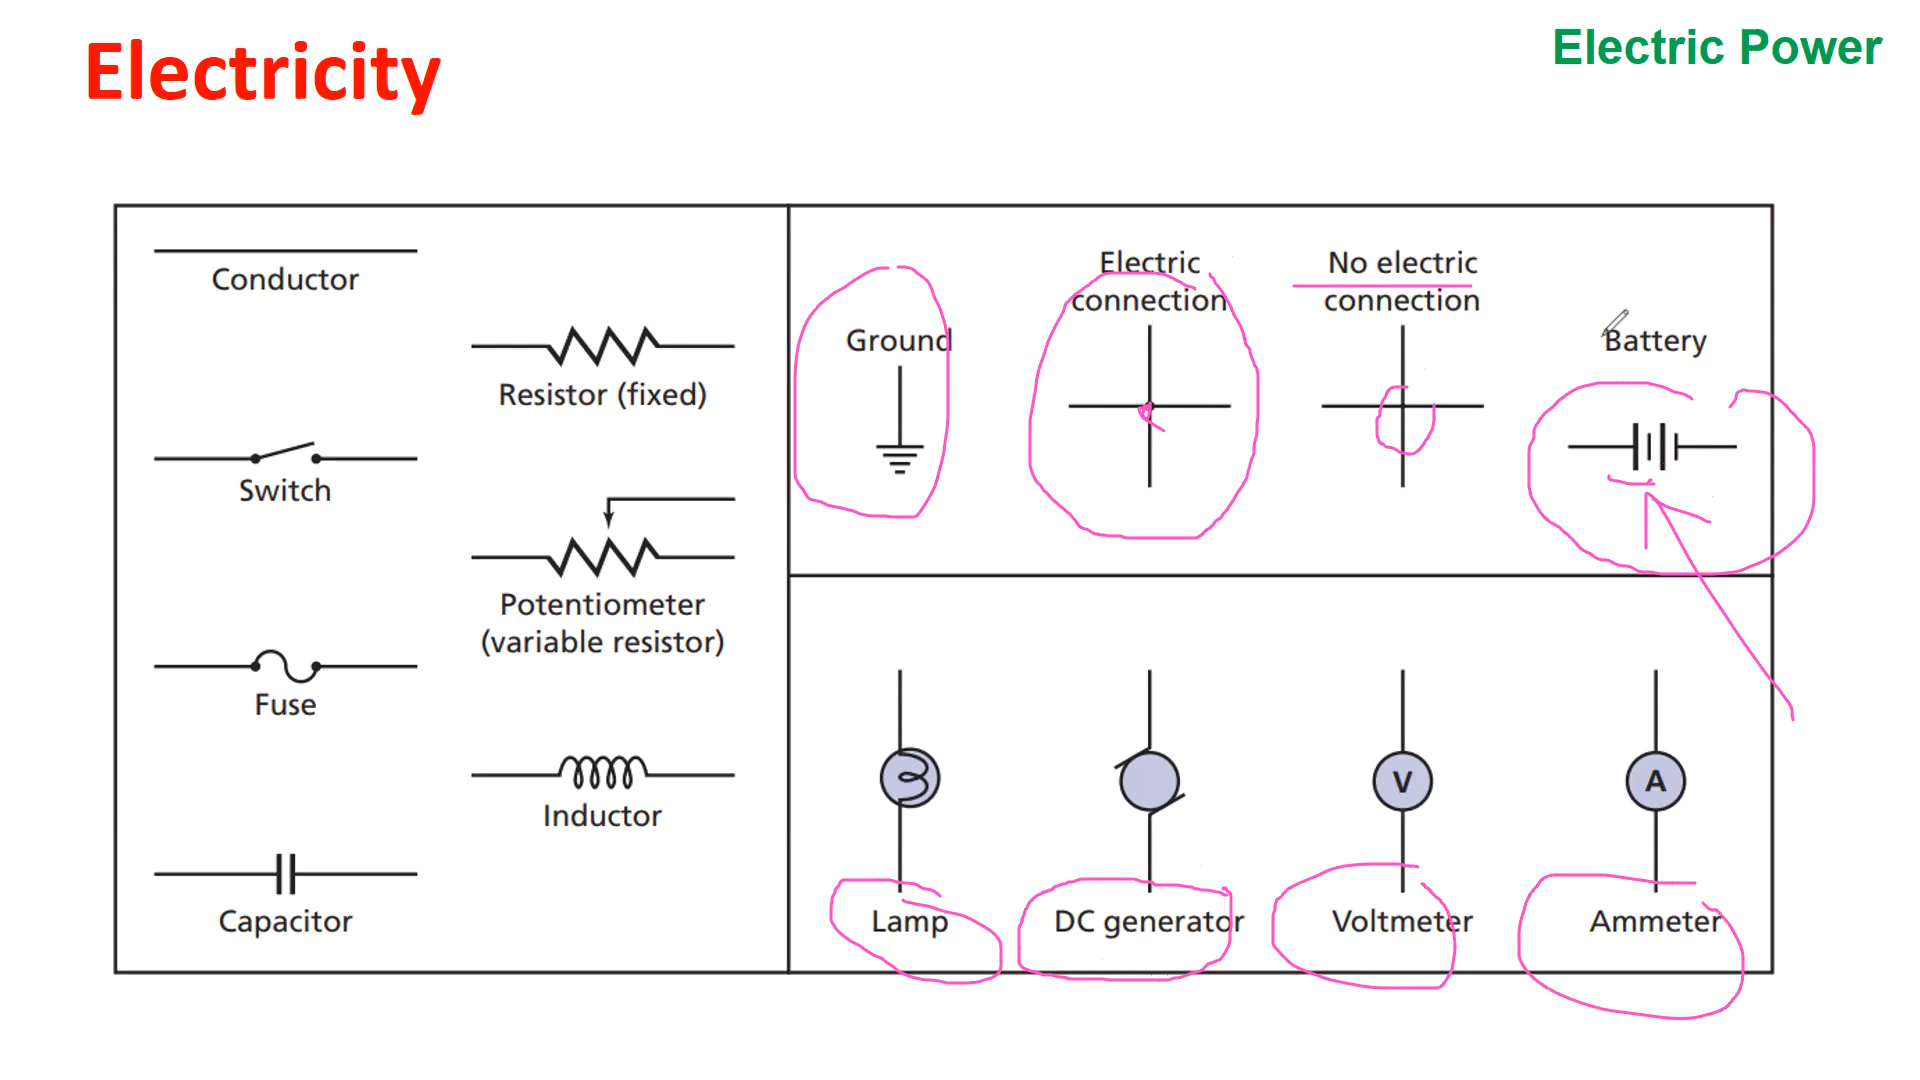 Electricity
Electric Power
Conductor
Resistor (fixed)
Switch
Potentiometer
(variable resistor)
Fuse
Inductor
Capacitor
Ground
Electric
connection
No electric
connection
Battery
Lamp
DC generator
V
Voltmeter
A
Ammeter